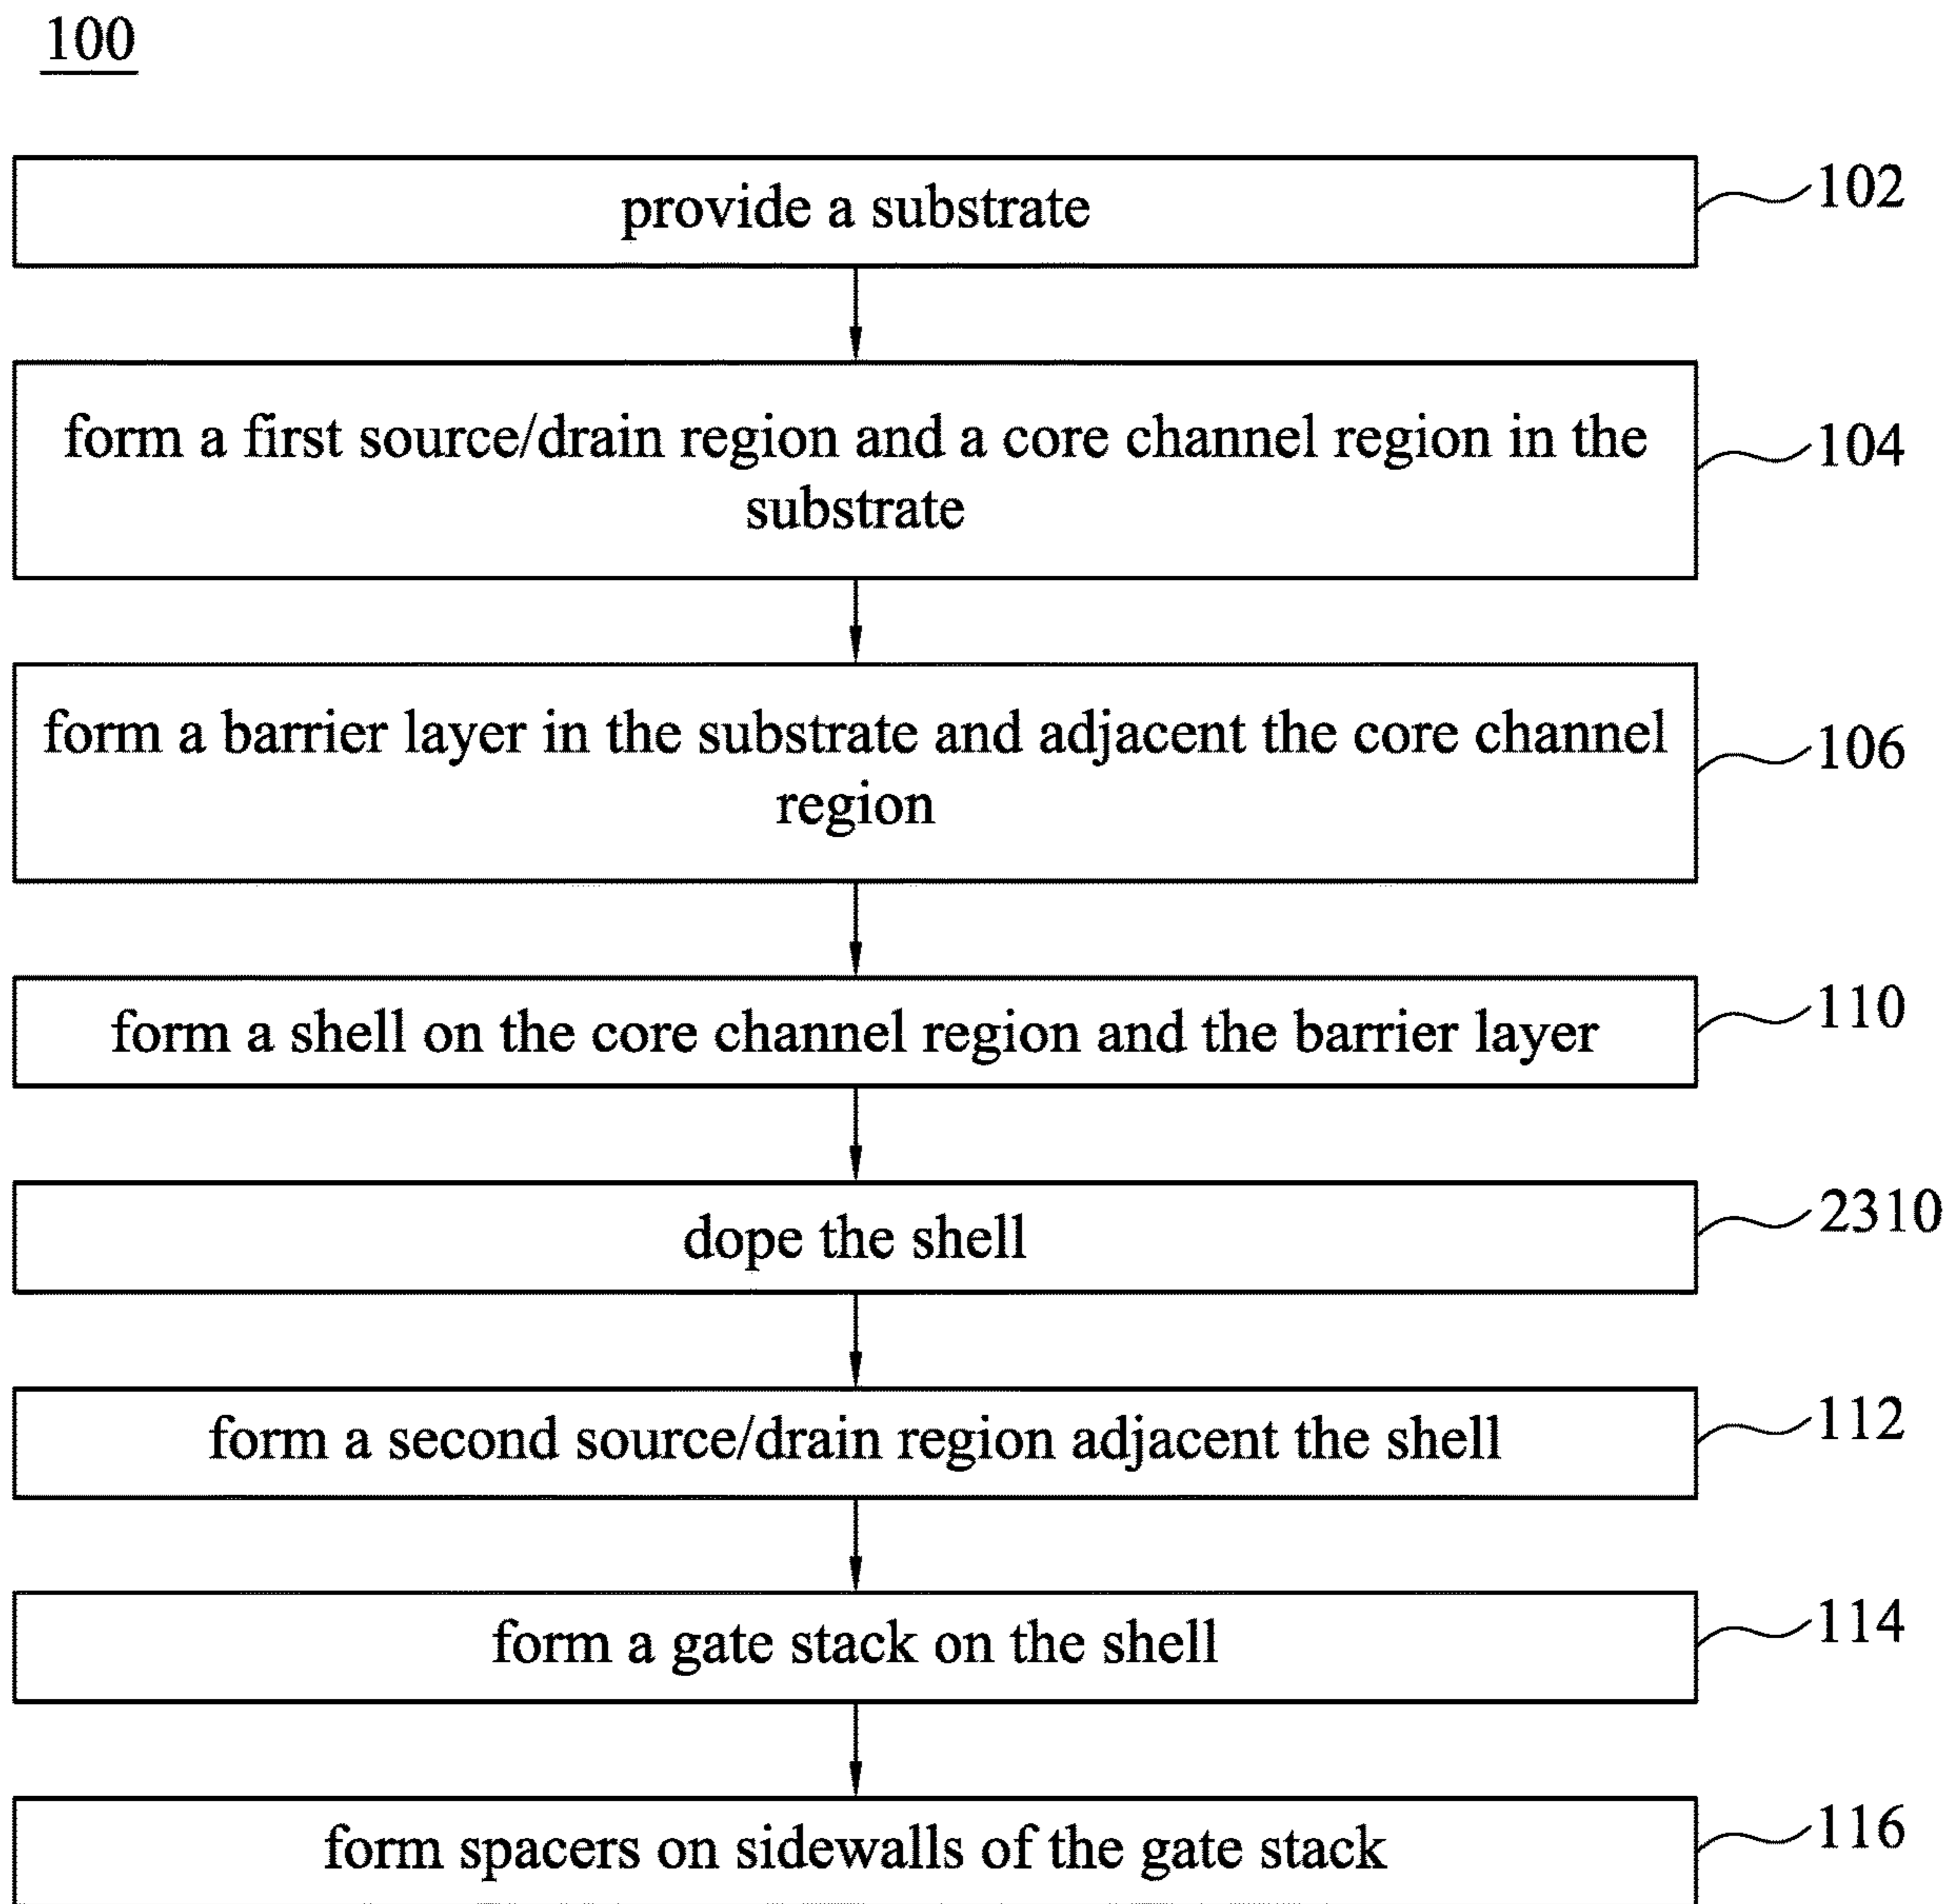 100
provide a substrate
102
form a first source/drain region and a core channel region in the
substrate
104
form a barrier layer in the substrate and adjacent the core channel
region
106
form a shell on the core channel region and the barrier layer
110
dope the shell
2310
form a second source/drain region adjacent the shell
112
form a gate stack on the shell
114
form spacers on sidewalls of the gate stack
116